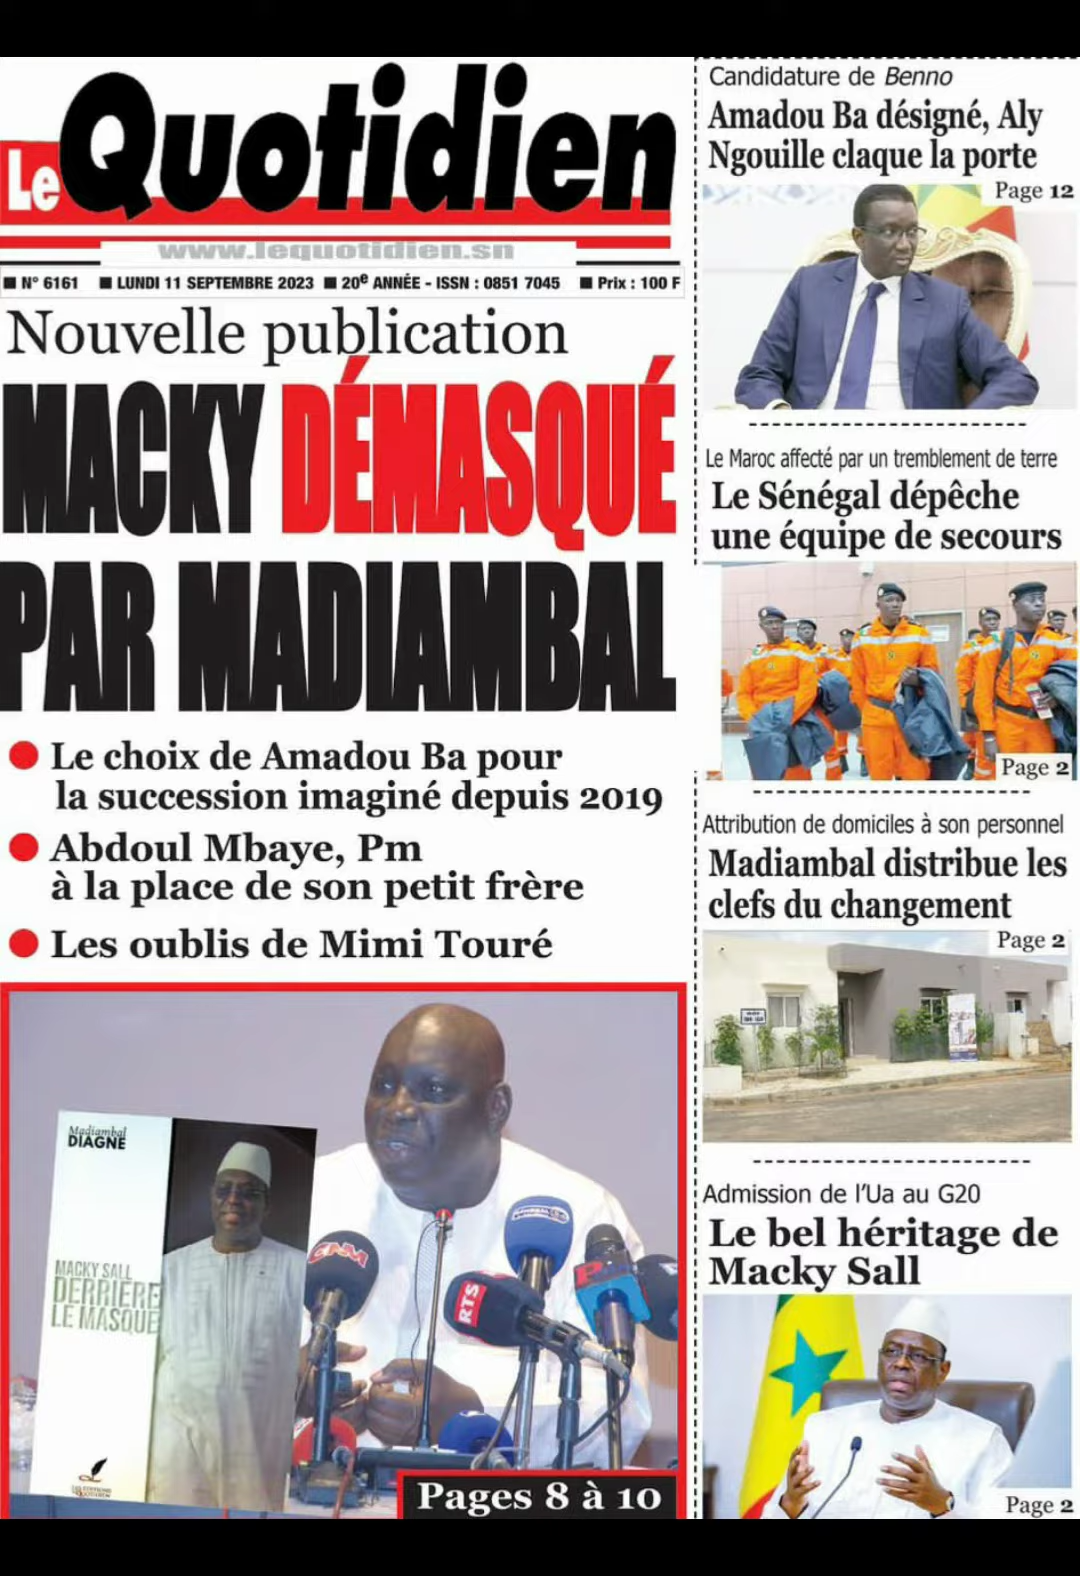 Le Quotidien
www.lequotidien.sn
N° 6161 LUNDI 11 SEPTEMBRE 2023 20e ANNÉE - ISSN : 0851 7045 Prix : 100 F
Nouvelle publication
MACKY DÉMASQUÉ
PAR MADIAMBAL
Le choix de Amadou Ba pour
la succession imaginé depuis 2019
Abdoul Mbaye, Pm
à la place de son petit frère
Les oublis de Mimi Touré
Madiambal
DIAGNE
MACKY SALL
DERRIÈRE
LE MASQUE
LES ÉDITIONS
QUOTIDIEN
RTS
Pages 8 à 10
Candidature de Benno
Amadou Ba désigné, Aly
Ngouille claque la porte
Page 12
Le Maroc affecté par un tremblement de terre
Le Sénégal dépêche
une équipe de secours
Page 2
Attribution de domiciles à son personnel
Madiambal distribue les
clefs du changement
Page 2
Admission de l'Ua au G20
Le bel héritage de
Macky Sall
Page 2